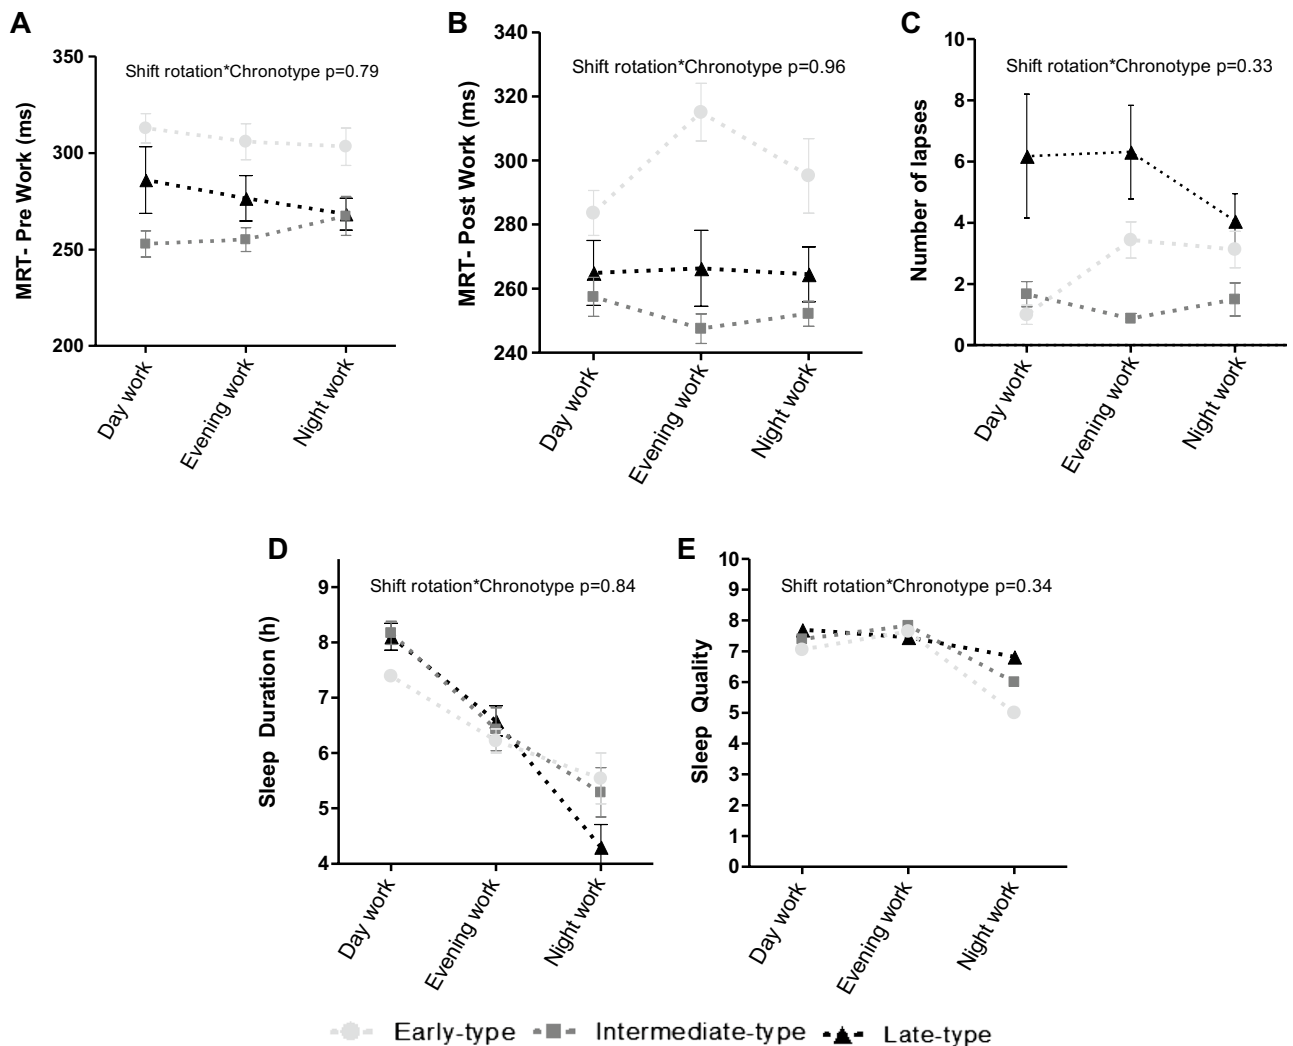 A
Shift rotation*Chronotype p=0.79
MRT- Pre Work (ms)
350
300
250
200
Day work
Evening work
Night work
B
Shift rotation*Chronotype p=0.96
MRT- Post Work (ms)
340
320
300
280
260
240
Day work
Evening work
Night work
C
Shift rotation*Chronotype p=0.33
Number of lapses
10
8
6
4
2
0
Day work
Evening work
Night work
D
Shift rotation*Chronotype p=0.84
Sleep Duration (h)
9
8
7
6
5
4
Day work
Evening work
Night work
E
Shift rotation*Chronotype p=0.34
Sleep Quality
10
9
8
7
6
5
4
3
2
1
0
Day work
Evening work
Night work
Early-type Intermediate-type Late-type